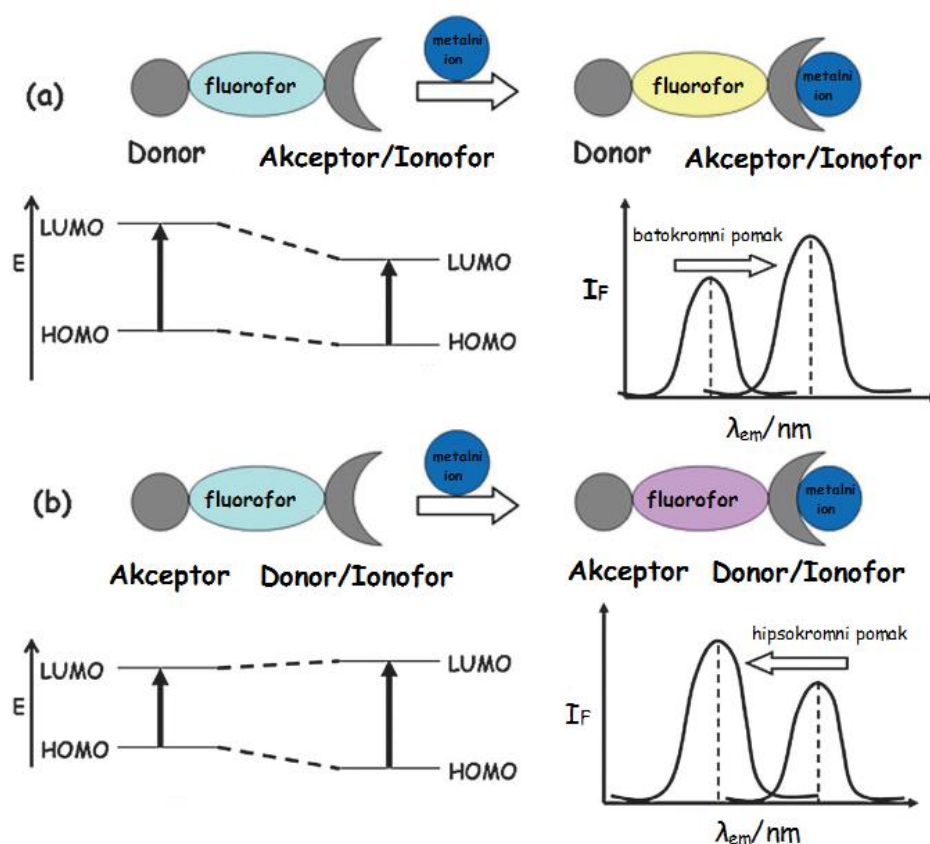 metalni
ion
(a)
fluorofor
fluorofor
metalni
ion
Donor
Akceptor/Ionofor
Donor
Akceptor/Ionofor
E
LUMO
LUMO
HOMO
HOMO
batokromni pomak
IF
λem/nm
metalni
ion
(b)
fluorofor
fluorofor
metalni
ion
Akceptor
Donor/Ionofor
Akceptor
Donor/Ionofor
E
LUMO
LUMO
HOMO
HOMO
hipsokromni pomak
IF
λem/nm